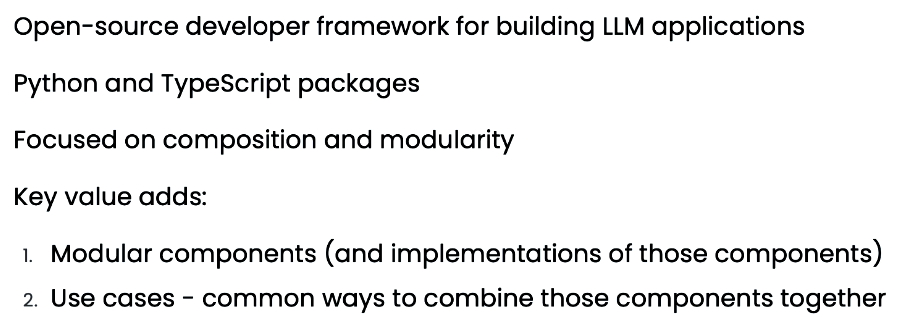 Open-source developer framework for building LLM applications
Python and TypeScript packages
Focused on composition and modularity
Key value adds:
1. Modular components (and implementations of those components)
2. Use cases - common ways to combine those components together